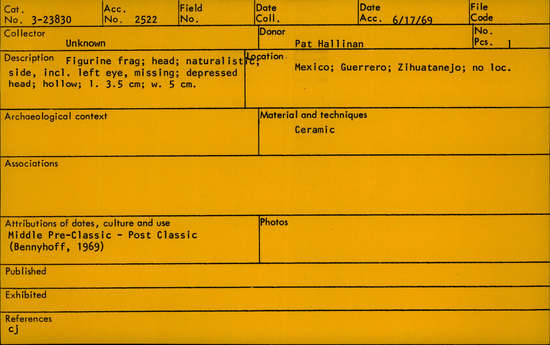 Cat. No. 3-23830 Acc. No. 2522 Field No. Date Coll. Date Acc. 6/17/69 File Code
Collector Unknown Donor Pat Hallinan No. Pcs. 1
Description Figurine frag; head; naturalistic;
side, incl. left eye, missing; depressed
head; hollow; l. 3.5 cm; w. 5 cm.
Location
Mexico; Guerrero; Zihuatanejo; no loc.
Archaeological context
Material and techniques
Ceramic
Associations
Attributions of dates, culture and use
Middle Pre-Classic - Post Classic
(Bennyhoff, 1969)
Photos
Published
Exhibited
References
cj